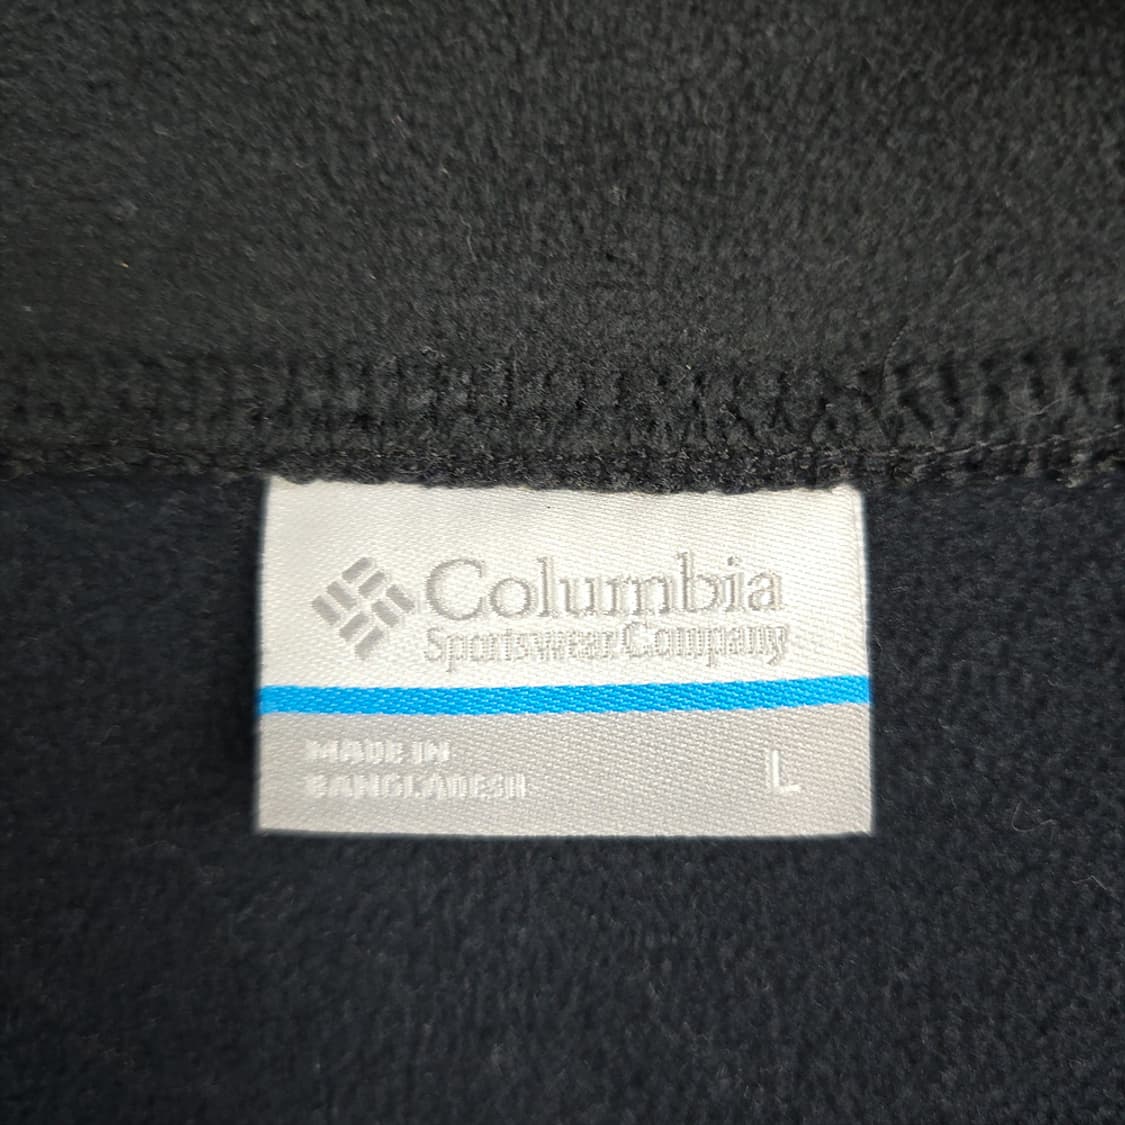 Columbia
Sportswear Company
MADE IN
BANGLADESH
L